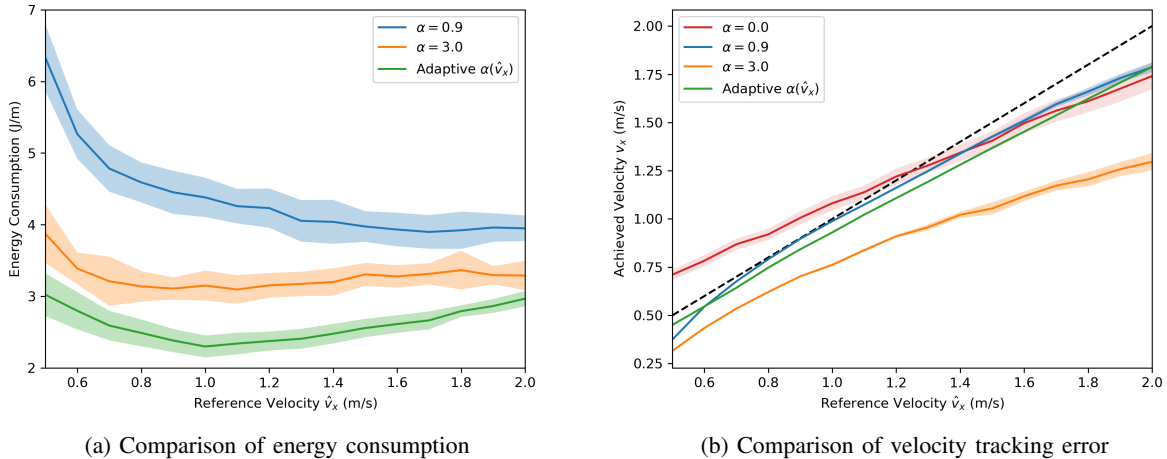 7
6
5
4
3
2
0.6 0.8 1.0 1.2 1.4 1.6 1.8 2.0
Energy Consumption (J/m)
Reference Velocity v̂ₓ (m/s)
α = 0.9
α = 3.0
Adaptive α(v̂ₓ)
(a) Comparison of energy consumption
2.00
1.75
1.50
1.25
1.00
0.75
0.50
0.25
0.6 0.8 1.0 1.2 1.4 1.6 1.8 2.0
Achieved Velocity vₓ (m/s)
Reference Velocity v̂ₓ (m/s)
α = 0.0
α = 0.9
α = 3.0
Adaptive α(v̂ₓ)
(b) Comparison of velocity tracking error